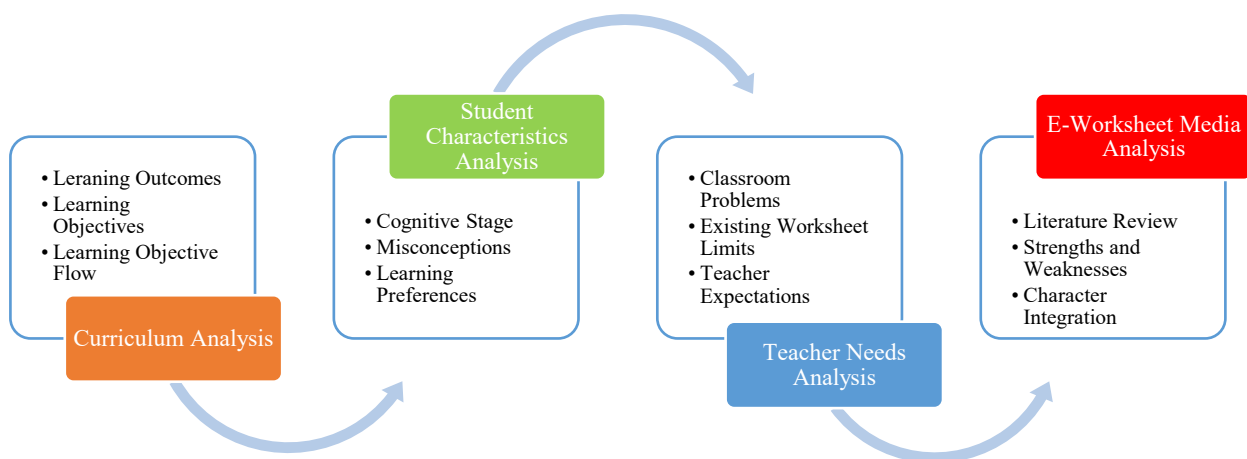 • Leraning Outcomes
• Learning
Objectives
• Learning Objective
Flow
Curriculum Analysis
Student
Characteristics
Analysis
• Cognitive Stage
• Misconceptions
• Learning
Preferences
• Classroom
Problems
• Existing Worksheet
Limits
• Teacher
Expectations
Teacher Needs
Analysis
E-Worksheet Media
Analysis
• Literature Review
• Strengths and
Weaknesses
• Character
Integration